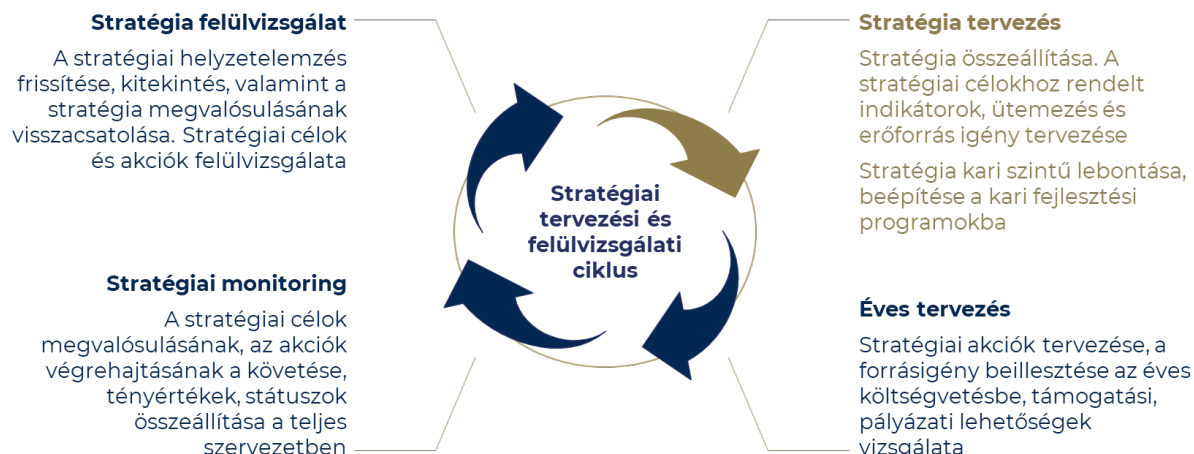 Stratégia felülvizsgálat
A stratégiai helyzetelemzés
frissítése, kitekintés, valamint a
stratégia megvalósulásának
visszacsatolása. Stratégiai célok
és akciók felülvizsgálata
Stratégia tervezés
Stratégia összeállítása. A
stratégiai célokhoz rendelt
indikátorok, ütemezés és
erőforrás igény tervezése
Stratégia kari szintű lebontása,
beépítése a kari fejlesztési
programokba
Stratégiai
tervezési és
felülvizsgálati
ciklus
Stratégiai monitoring
A stratégiai célok
megvalósulásának, az akciók
végrehajtásának a követése,
tényértékek, státuszok
összeállítása a teljes
szervezetben
Éves tervezés
Stratégiai akciók tervezése, a
forrásigény beillesztése az éves
költségvetésbe, támogatási,
pályázati lehetőségek
vizsgálata